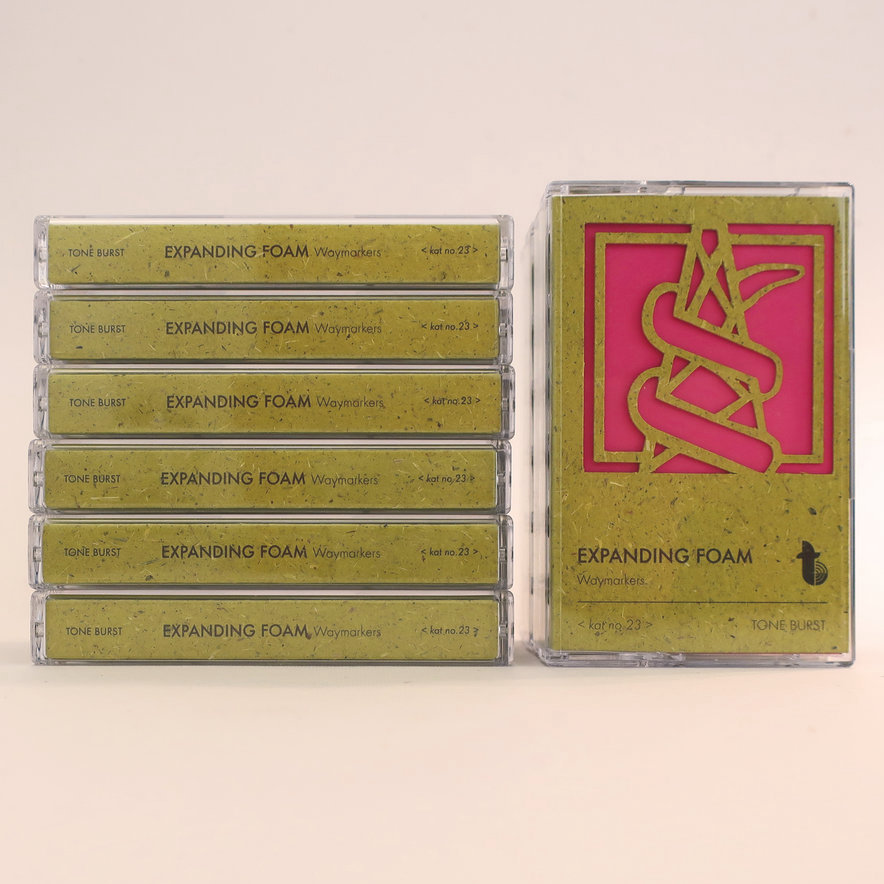 TONE BURST EXPANDING FOAM Waymarkers < kat no.23 >
TONE BURST EXPANDING FOAM Waymarkers < kat no.23 >
TONE BURST EXPANDING FOAM Waymarkers < kat no.23 >
TONE BURST EXPANDING FOAM Waymarkers < kat no.23 >
TONE BURST EXPANDING FOAM Waymarkers < kat no.23 >
TONE BURST EXPANDING FOAM Waymarkers < kat no.23 >
EXPANDING FOAM
Waymarkers
tb
< kat no.23 > TONE BURST